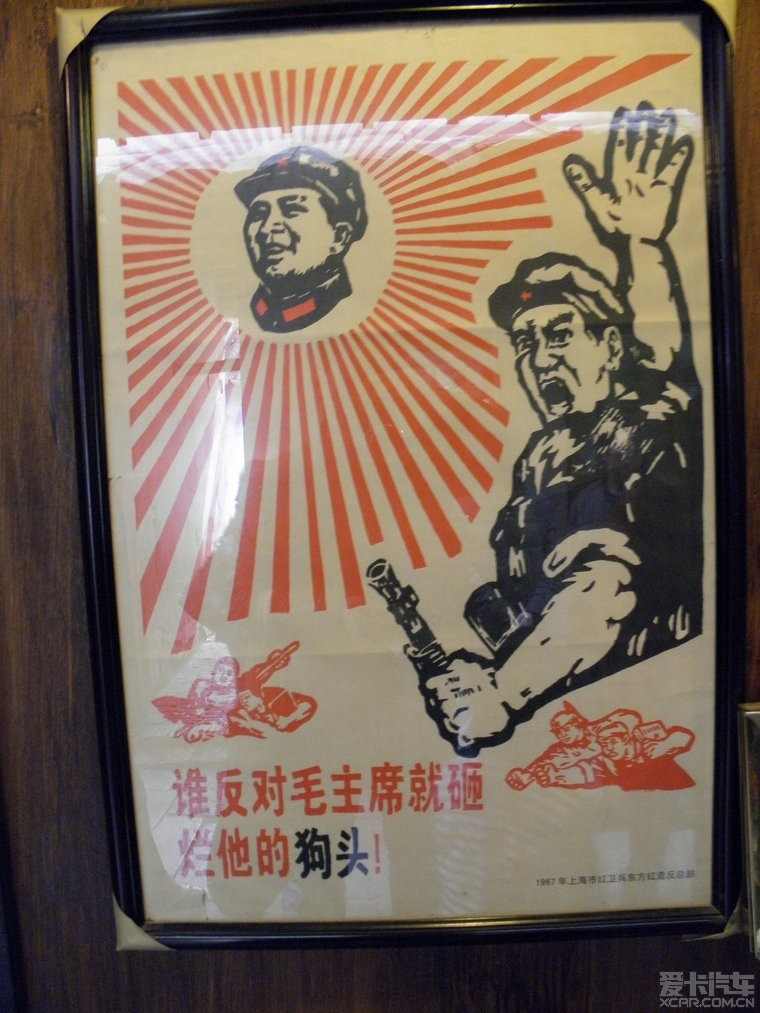 谁反对毛主席就砸
烂他的狗头!
1967年上海市红卫兵东方红造反总部
爱卡汽车
XCAR.COM.CN